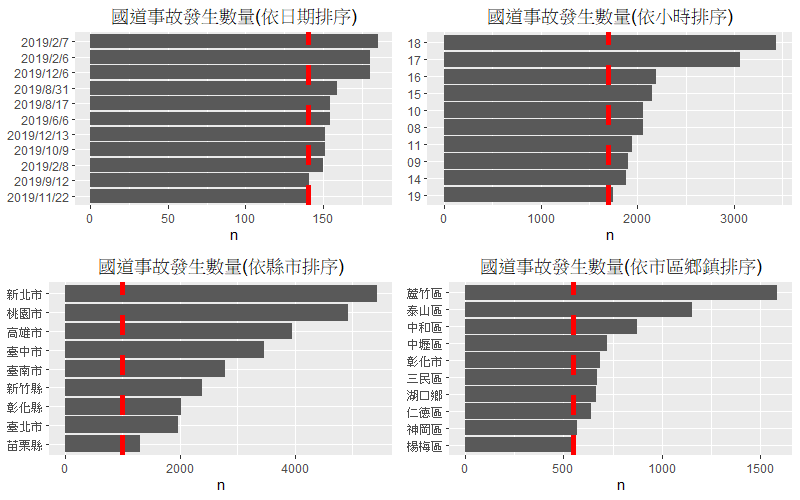 國道事故發生數量(依日期排序)
2019/2/7
2019/2/6
2019/12/6
2019/8/31
2019/8/17
2019/6/6
2019/12/13
2019/10/9
2019/2/8
2019/9/12
2019/11/22
0 50 100 150
n
國道事故發生數量(依小時排序)
18
17
16
15
10
08
11
09
14
19
0 1000 2000 3000
n
國道事故發生數量(依縣市排序)
新北市
桃園市
高雄市
臺中市
臺南市
新竹縣
彰化縣
臺北市
苗栗縣
0 2000 4000
n
國道事故發生數量(依市區鄉鎮排序)
蘆竹區
泰山區
中和區
中壢區
彰化市
三民區
湖口鄉
仁德區
神岡區
楊梅區
0 500 1000 1500
n